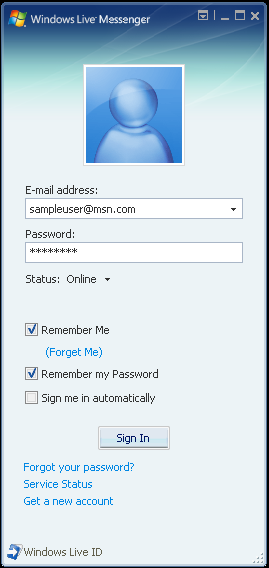 Windows Live Messenger
E-mail address:
sampleuser@msn.com
Password:
********
Status: Online
Remember Me
(Forget Me)
Remember my Password
Sign me in automatically
Sign In
Forgot your password?
Service Status
Get a new account
Windows Live ID